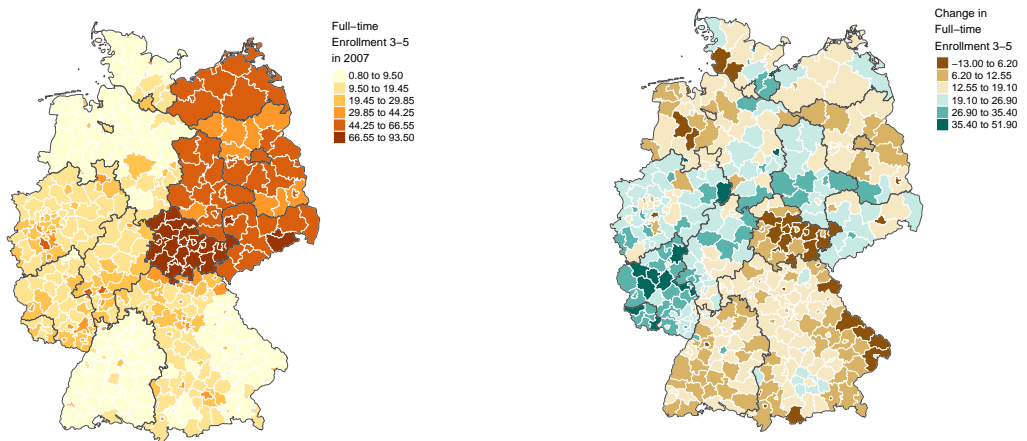 Full−time
Enrollment 3−5
in 2007
0.80 to 9.50
9.50 to 19.45
19.45 to 29.85
29.85 to 44.25
44.25 to 66.55
66.55 to 93.50
Change in
Full−time
Enrollment 3−5
−13.00 to 6.20
6.20 to 12.55
12.55 to 19.10
19.10 to 26.90
26.90 to 35.40
35.40 to 51.90